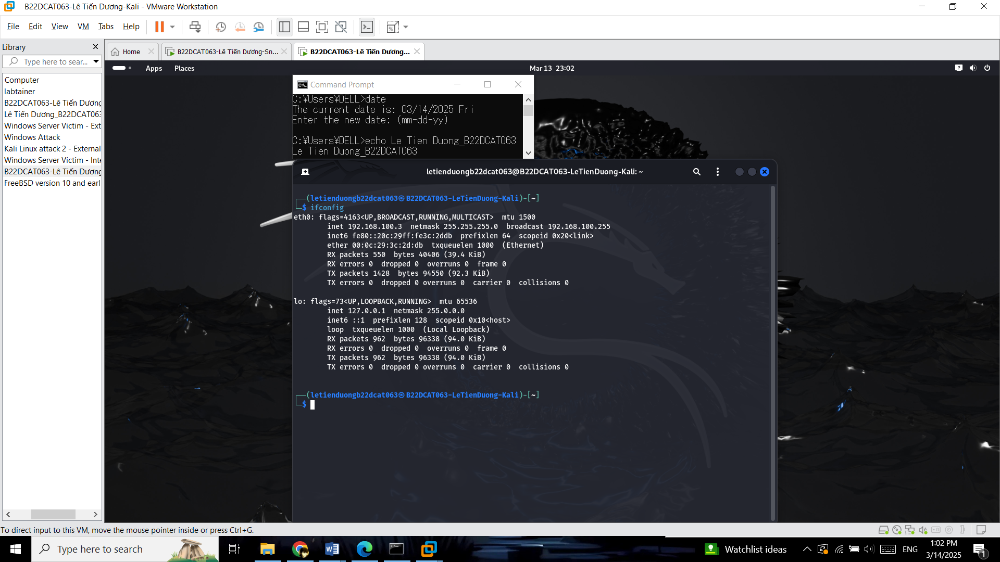 B22DCAT063-Lê Tiến Dương-Kali - VMware Workstation
File Edit View VM Tabs Help
Library
Type here to sear...
Computer
labtainer
B22DCAT063-Lê Tiến Dương
Lê Tiến Dương_B22DCAT063
Windows Server Victim - Ext
Windows Attack
Kali Linux attack 2 - External
Windows Server Victim - Inte
B22DCAT063-Lê Tiến Dương
FreeBSD version 10 and earl
Home
B22DCAT063-Lê Tiến Dương-Sn...
B22DCAT063-Lê Tiến Dương...
Apps Places
Mar 13 23:02
Command Prompt
C:¥Users¥DELL>date
The current date is: 03/14/2025 Fri
Enter the new date: (mm-dd-yy)
C:¥Users¥DELL>echo Le Tien Duong_B22DCAT063
Le Tien Duong_B22DCAT063
letienduongb22dcat063@B22DCAT063-LeTienDuong-Kali: ~
┌──(letienduongb22dcat063㉿B22DCAT063-LeTienDuong-Kali)-[~]
└─$ ifconfig
eth0: flags=4163<UP,BROADCAST,RUNNING,MULTICAST>  mtu 1500
inet 192.168.100.3  netmask 255.255.255.0  broadcast 192.168.100.255
inet6 fe80::20c:29ff:fe3c:2ddb  prefixlen 64  scopeid 0x20<link>
ether 00:0c:29:3c:2d:db  txqueuelen 1000  (Ethernet)
RX packets 550  bytes 40406 (39.4 KiB)
RX errors 0  dropped 0  overruns 0  frame 0
TX packets 1428  bytes 94550 (92.3 KiB)
TX errors 0  dropped 0 overruns 0  carrier 0  collisions 0
lo: flags=73<UP,LOOPBACK,RUNNING>  mtu 65536
inet 127.0.0.1  netmask 255.0.0.0
inet6 ::1  prefixlen 128  scopeid 0x10<host>
loop  txqueuelen 1000  (Local Loopback)
RX packets 962  bytes 96338 (94.0 KiB)
RX errors 0  dropped 0  overruns 0  frame 0
TX packets 962  bytes 96338 (94.0 KiB)
TX errors 0  dropped 0 overruns 0  carrier 0  collisions 0
┌──(letienduongb22dcat063㉿B22DCAT063-LeTienDuong-Kali)-[~]
└─$
To direct input to this VM, move the mouse pointer inside or press Ctrl+G.
Type here to search
Watchlist ideas
ENG
1:02 PM
3/14/2025
1